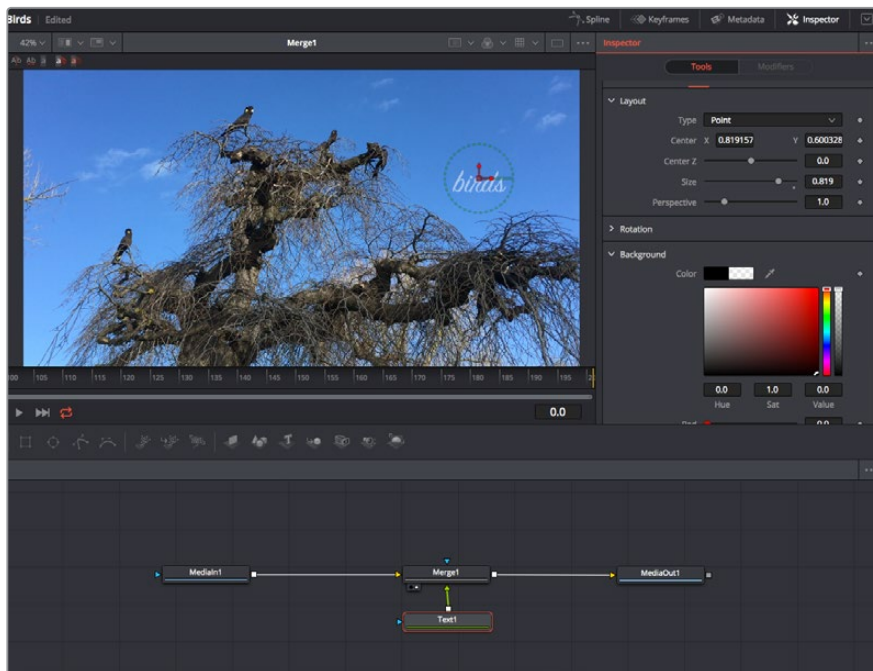 Birds Edited Spline Keyframes Metadata Inspector
42% Merge1 Inspector
Tools Modifiers
Layout
Type Point
Center X 0.819157 Y 0.600328
Center Z 0.0
Size 0.819
Perspective 1.0
Rotation
Background
Color
birds
100 105 110 115 120 125 130 135 140 145 150 155 160 165 170 175 180 185 190 195
0.0 1.0 0.0
Hue Sat Value
0.0
MediaIn1 Merge1 MediaOut1
Text1